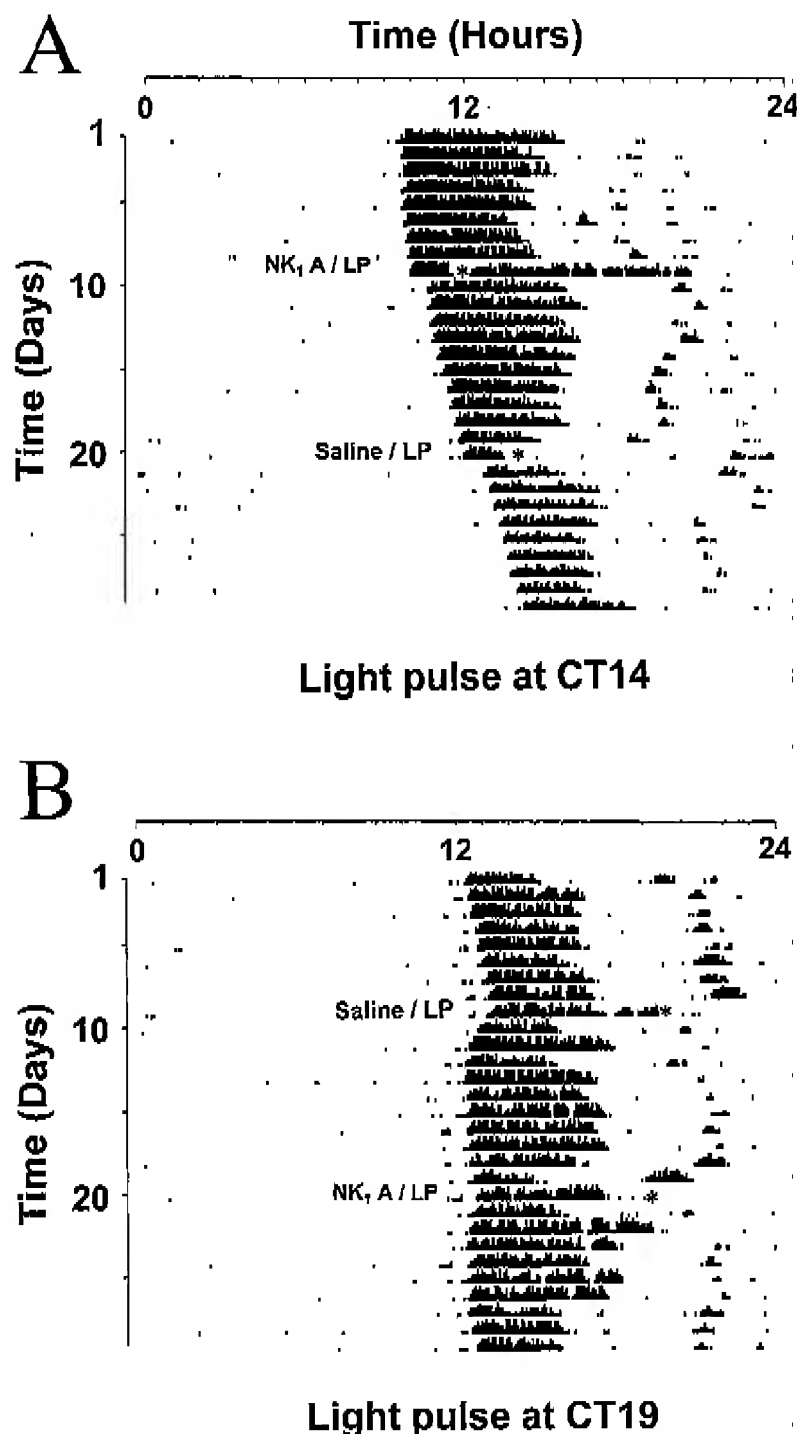 A
Time (Hours)
0 12 24
1
NK₁ A / LP
10
Saline / LP
20
Time (Days)
Light pulse at CT14
B
0 12 24
1
Saline / LP
10
NK₁ A / LP
20
Time (Days)
Light pulse at CT19